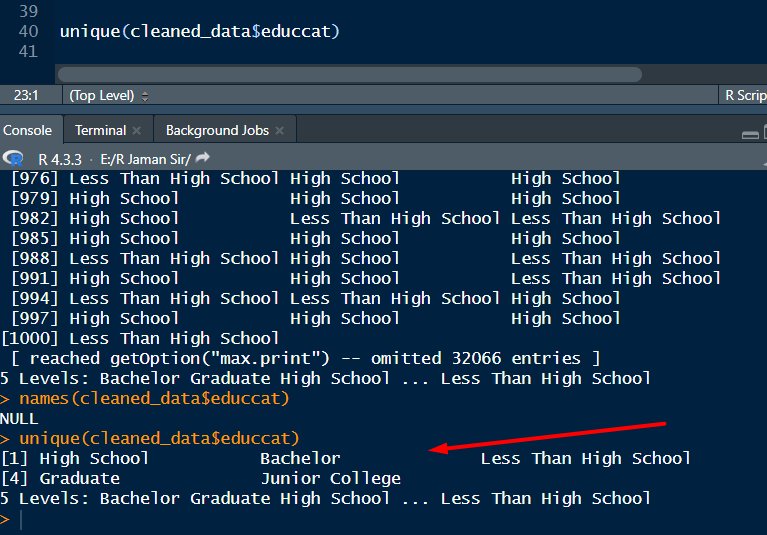 39
40 unique(cleaned_data$educcat)
41
23:1 (Top Level) R Scrip
Console Terminal Background Jobs
R 4.3.3 · E:/R Jaman Sir/
[976] Less Than High School High School High School
[979] High School High School High School
[982] High School Less Than High School Less Than High School
[985] High School High School High School
[988] Less Than High School High School Less Than High School
[991] High School High School Less Than High School
[994] Less Than High School Less Than High School High School
[997] High School High School High School
[1000] Less Than High School
[ reached getOption("max.print") -- omitted 32066 entries ]
5 Levels: Bachelor Graduate High School ... Less Than High School
> names(cleaned_data$educcat)
NULL
> unique(cleaned_data$educcat)
[1] High School Bachelor Less Than High School
[4] Graduate Junior College
5 Levels: Bachelor Graduate High School ... Less Than High School
>